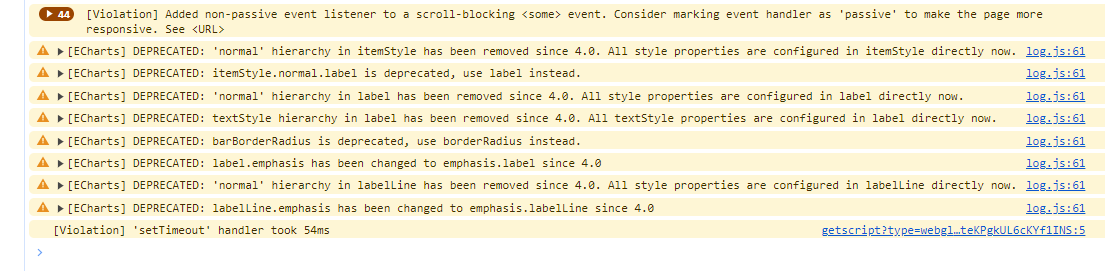 44 [Violation] Added non-passive event listener to a scroll-blocking <some> event. Consider marking event handler as 'passive' to make the page more
responsive. See <URL>
[ECharts] DEPRECATED: 'normal' hierarchy in itemStyle has been removed since 4.0. All style properties are configured in itemStyle directly now. log.js:61
[ECharts] DEPRECATED: itemStyle.normal.label is deprecated, use label instead. log.js:61
[ECharts] DEPRECATED: 'normal' hierarchy in label has been removed since 4.0. All style properties are configured in label directly now. log.js:61
[ECharts] DEPRECATED: textStyle hierarchy in label has been removed since 4.0. All textStyle properties are configured in label directly now. log.js:61
[ECharts] DEPRECATED: barBorderRadius is deprecated, use borderRadius instead. log.js:61
[ECharts] DEPRECATED: label.emphasis has been changed to emphasis.label since 4.0 log.js:61
[ECharts] DEPRECATED: 'normal' hierarchy in labelLine has been removed since 4.0. All style properties are configured in labelLine directly now. log.js:61
[ECharts] DEPRECATED: labelLine.emphasis has been changed to emphasis.labelLine since 4.0 log.js:61
[Violation] 'setTimeout' handler took 54ms getscript?type=webgl…teKPgkUL6cKYf1INS:5